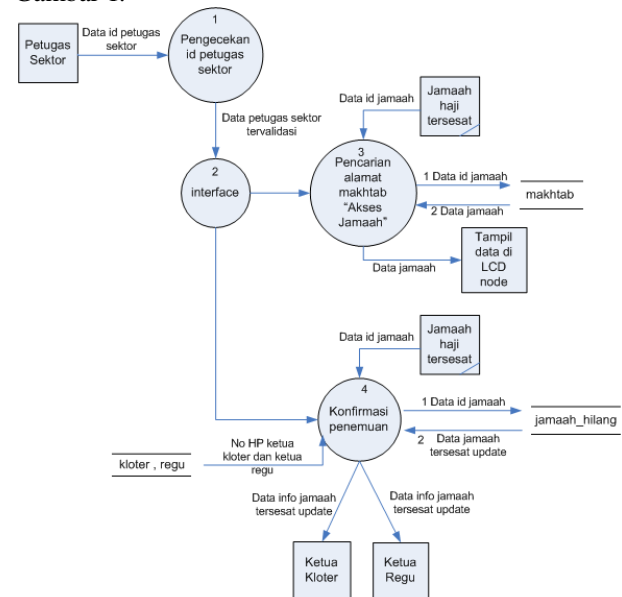 Gambar 1.
1
Pengecekan
id petugas
sektor
Petugas
Sektor
Data id petugas
sektor
Data petugas sektor
tervalidasi
2
interface
Data id jamaah
Jamaah
haji
tersesat
3
Pencarian
alamat
makhtab
“Akses
Jamaah”
1 Data id jamaah
makhtab
2 Data jamaah
Data jamaah
Tampil
data di
LCD
node
Data id jamaah
Jamaah
haji
tersesat
4
Konfirmasi
penemuan
1 Data id jamaah
jamaah_hilang
2 Data jamaah
tersesat update
No HP ketua
kloter dan ketua
regu
kloter , regu
Data info jamaah
tersesat update
Data info jamaah
tersesat update
Ketua
Kloter
Ketua
Regu